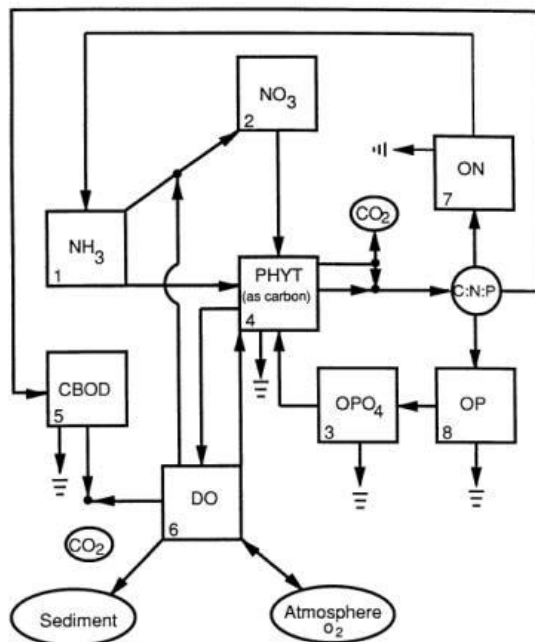 NO3
2
ON
7
CO2
NH3
1
PHYT
(as carbon)
4
C:N:P
CBOD
5
OPO4
3
OP
8
DO
6
CO2
Sediment
Atmosphere
O2